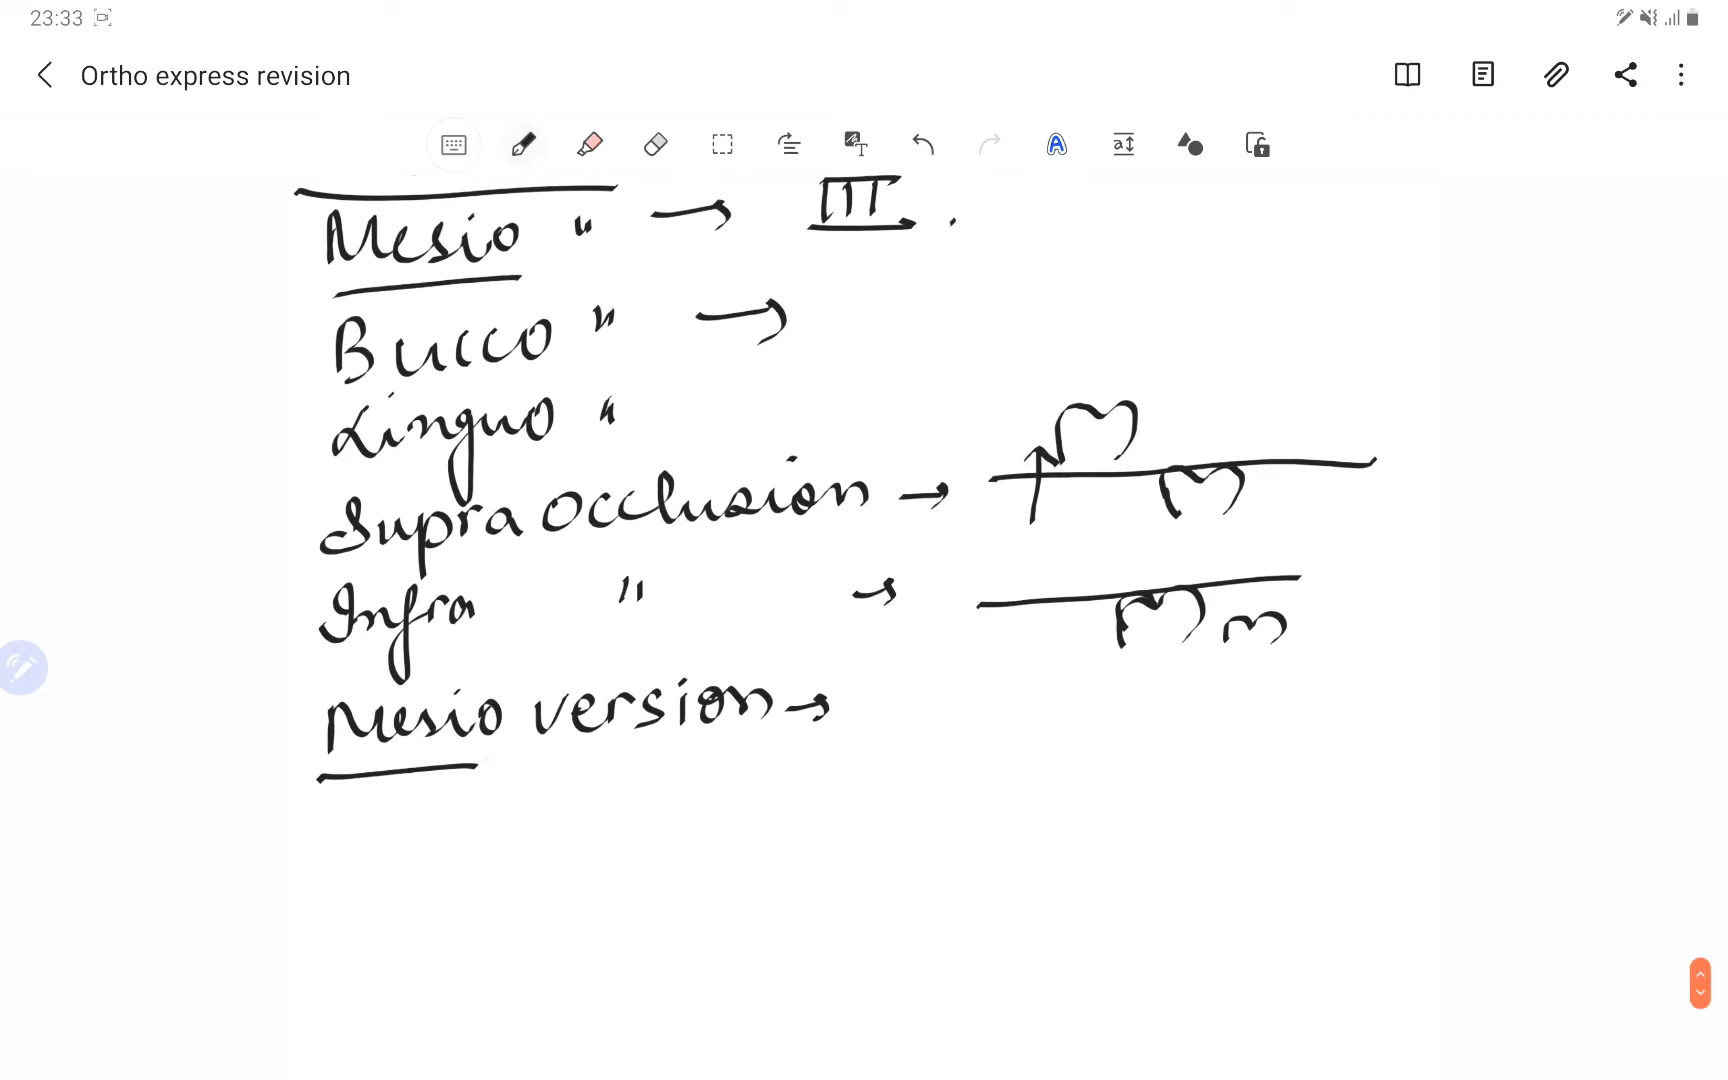 23:33
Ortho express revision
Mesio " → III .
Bucco " →
Linguo "
Supra occlusion →
Infra " →
Mesio version →